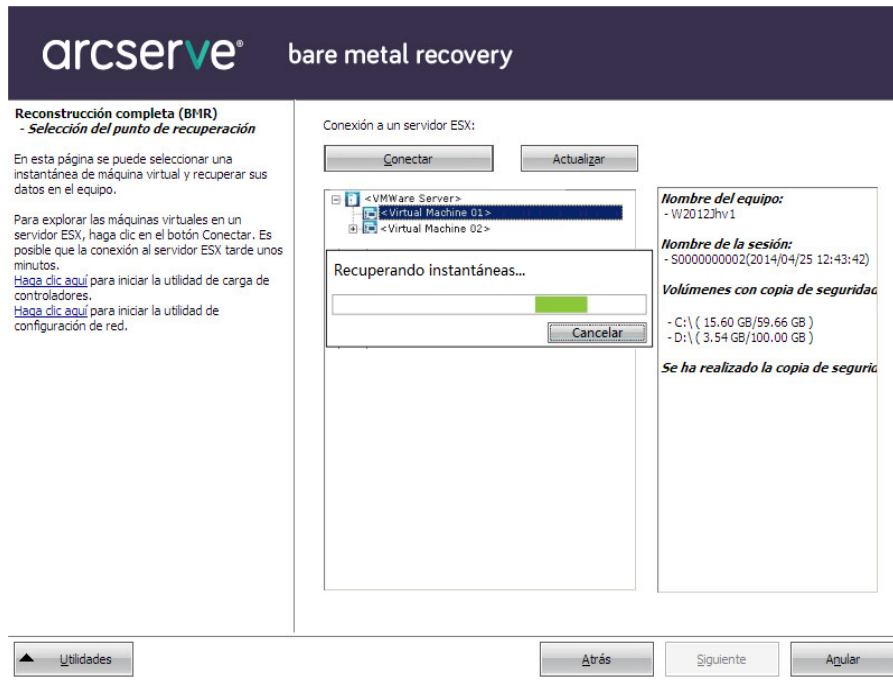 arcserve® bare metal recovery
Reconstrucción completa (BMR)
- Selección del punto de recuperación
En esta página se puede seleccionar una
instantánea de máquina virtual y recuperar sus
datos en el equipo.
Para explorar las máquinas virtuales en un
servidor ESX, haga clic en el botón Conectar. Es
posible que la conexión al servidor ESX tarde unos
minutos.
Haga clic aquí para iniciar la utilidad de carga de
controladores.
Haga clic aquí para iniciar la utilidad de
configuración de red.
Conexión a un servidor ESX:
Conectar
Actualizar
<VMWare Server>
<Virtual Machine 01>
<Virtual Machine 02>
Recuperando instantáneas...
Cancelar
Nombre del equipo:
- W2012Jhv1
Nombre de la sesión:
- S0000000002(2014/04/25 12:43:42)
Volúmenes con copia de seguridad
- C:\ ( 15.60 GB/59.66 GB )
- D:\ ( 3.54 GB/100.00 GB )
Se ha realizado la copia de segurid
Utilidades
Atrás
Siguiente
Anular